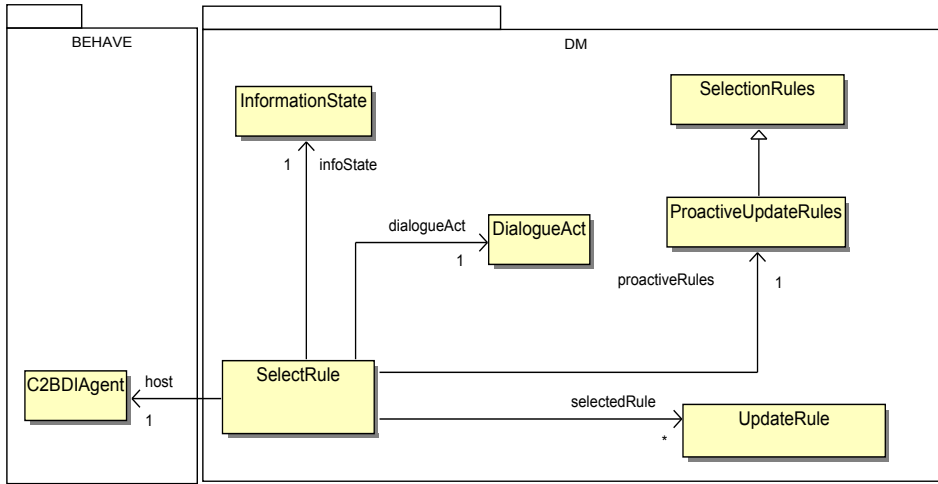 BEHAVE
DM
InformationState
SelectionRules
1 infoState
ProactiveUpdateRules
dialogueAct
DialogueAct
1
proactiveRules
1
SelectRule
C2BDIAgent
host
1
selectedRule
UpdateRule
*